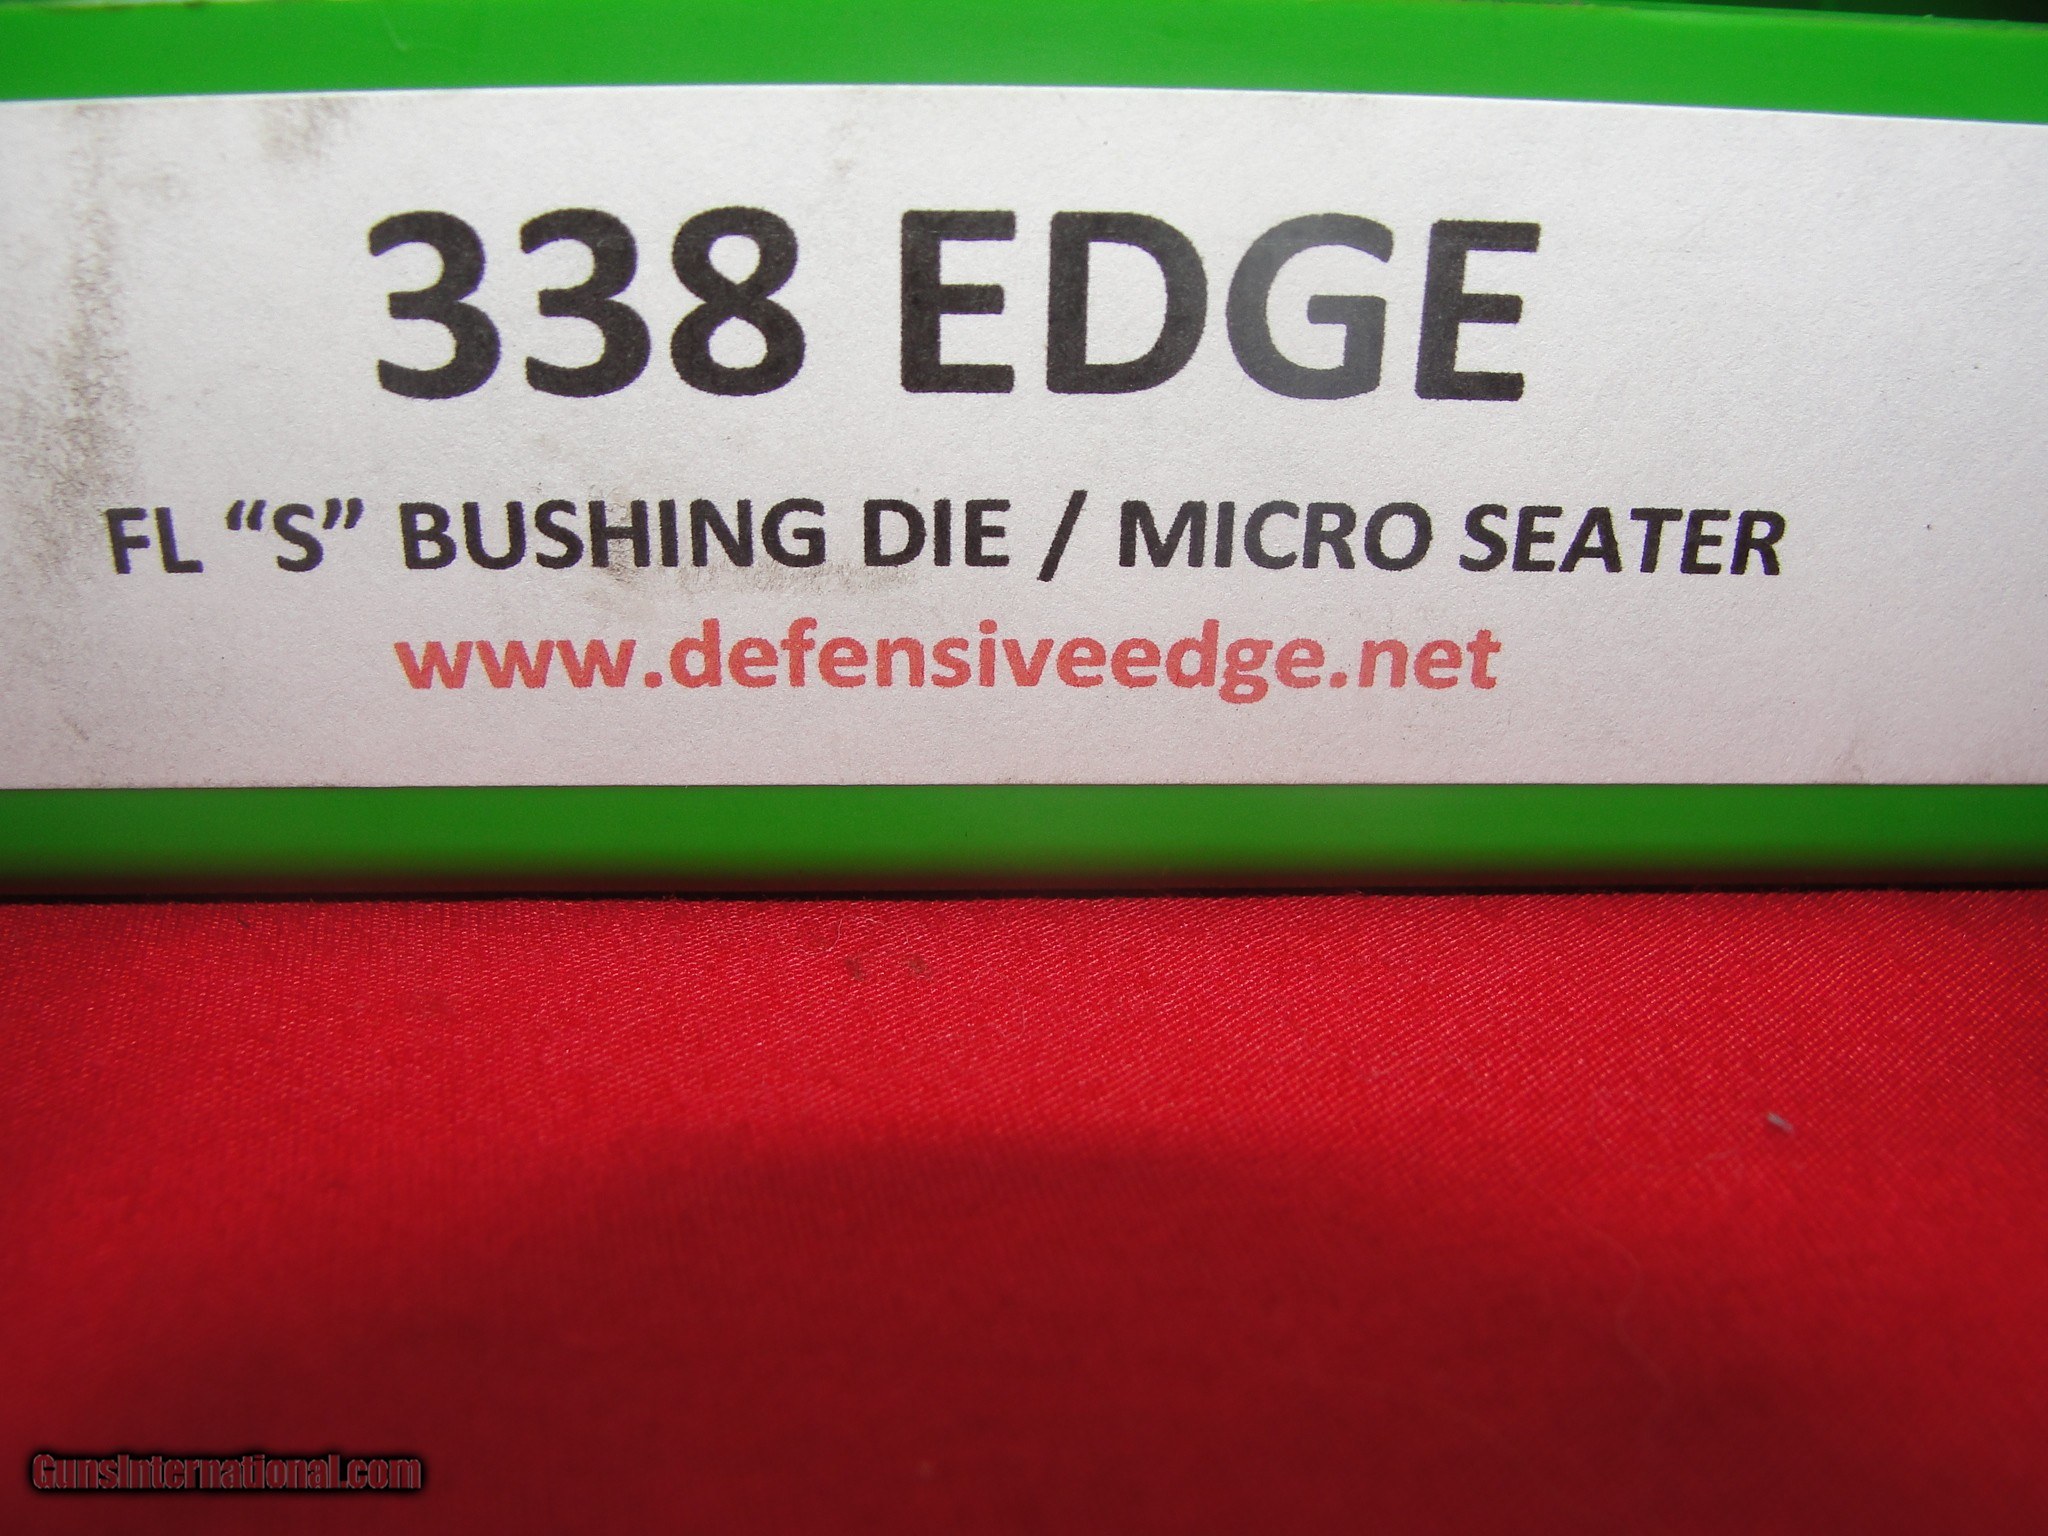 338 EDGE
FL “S” BUSHING DIE / MICRO SEATER
www.defensiveedge.net
GunsInternational.com